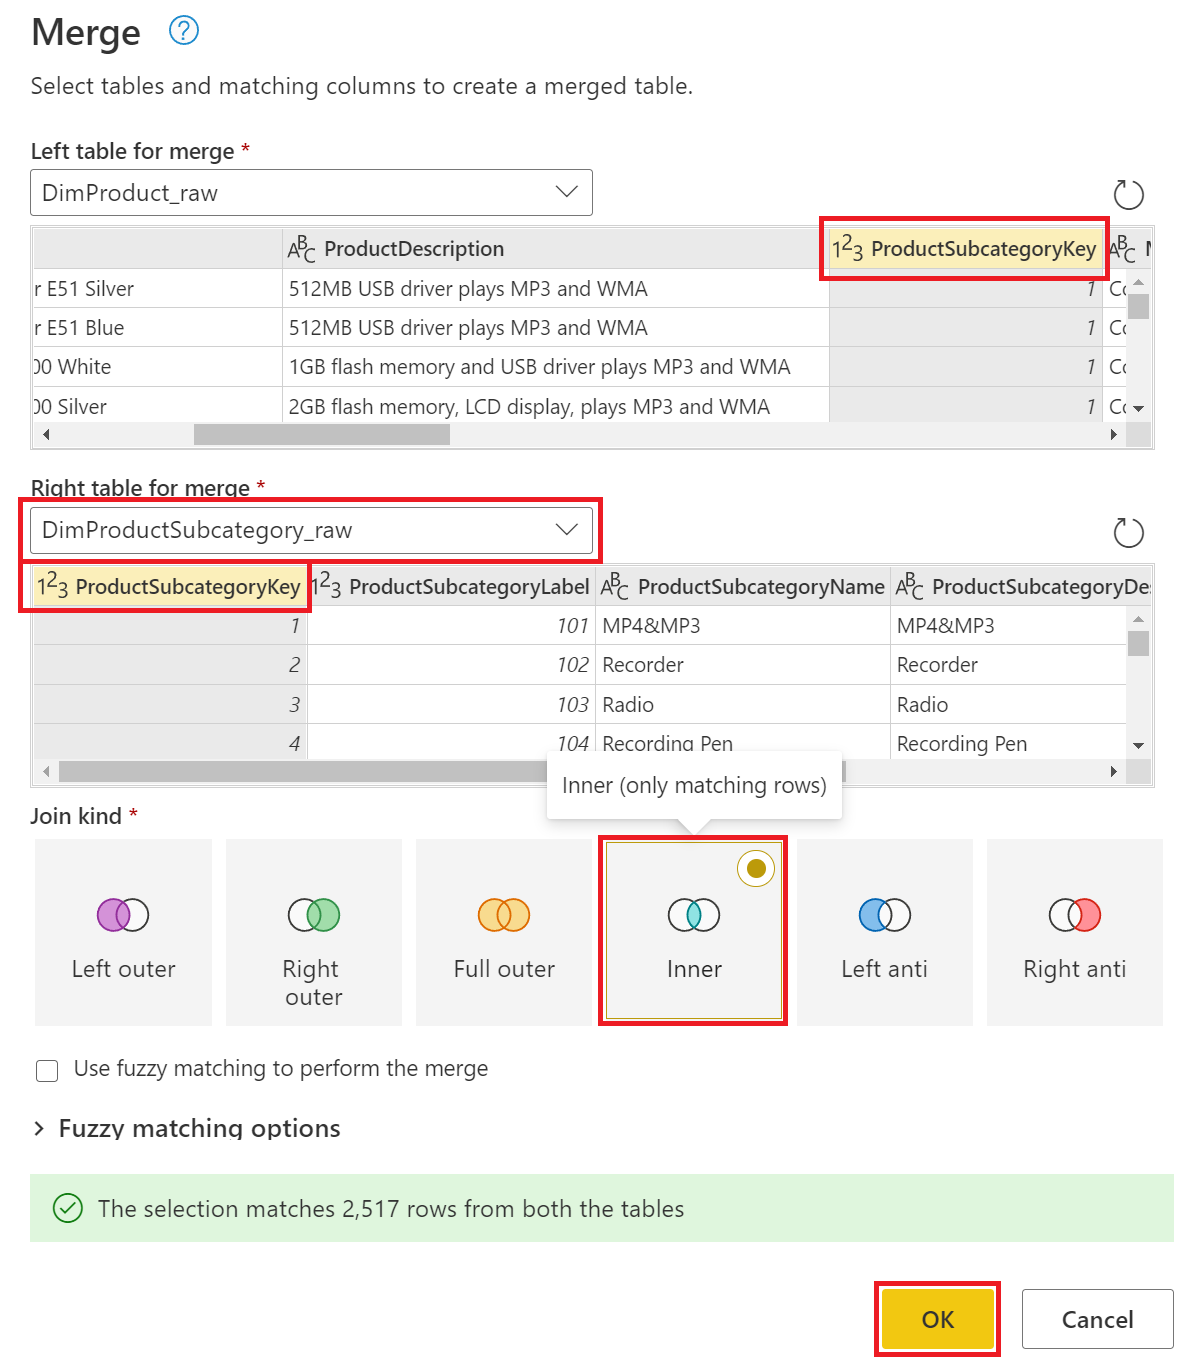 Merge ?
Select tables and matching columns to create a merged table.
Left table for merge *
DimProduct_raw
ABC ProductDescription 123 ProductSubcategoryKey ABC
r E51 Silver 512MB USB driver plays MP3 and WMA 1
r E51 Blue 512MB USB driver plays MP3 and WMA 1
00 White 1GB flash memory and USB driver plays MP3 and WMA 1
00 Silver 2GB flash memory, LCD display, plays MP3 and WMA 1
Right table for merge *
DimProductSubcategory_raw
123 ProductSubcategoryKey 123 ProductSubcategoryLabel ABC ProductSubcategoryName ABC ProductSubcategoryDe
1 101 MP4&MP3 MP4&MP3
2 102 Recorder Recorder
3 103 Radio Radio
4 104 Recording Pen Recording Pen
Inner (only matching rows)
Join kind *
Left outer
Right
outer
Full outer
Inner
Left anti
Right anti
Use fuzzy matching to perform the merge
Fuzzy matching options
The selection matches 2,517 rows from both the tables
OK
Cancel